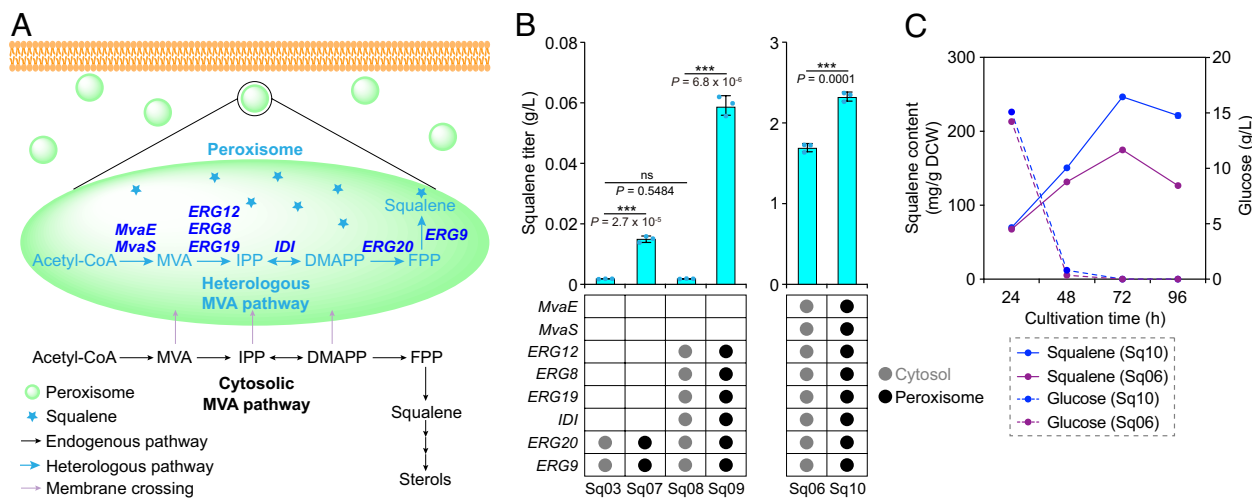 A
Peroxisome
Squalene
MvaE
MvaS
ERG12
ERG8
ERG19
IDI
ERG20
ERG9
Acetyl-CoA
MVA
IPP
DMAPP
FPP
Heterologous
MVA pathway
Acetyl-CoA
MVA
IPP
DMAPP
FPP
Cytosolic
MVA pathway
Squalene
Sterols
Peroxisome
Squalene
Endogenous pathway
Heterologous pathway
Membrane crossing
B
Squalene titer (g/L)
0.08
0.06
0.04
0.02
0
***
P = 2.7 x 10-5
ns
P = 0.5484
***
P = 6.8 x 10-6
3
2
1
0
***
P = 0.0001
MvaE
MvaS
ERG12
ERG8
ERG19
IDI
ERG20
ERG9
Sq03 Sq07 Sq08 Sq09 Sq06 Sq10
Cytosol
Peroxisome
C
Squalene content
(mg/g DCW)
300
200
100
0
Glucose (g/L)
20
15
10
5
0
24 48 72 96
Cultivation time (h)
Squalene (Sq10)
Squalene (Sq06)
Glucose (Sq10)
Glucose (Sq06)